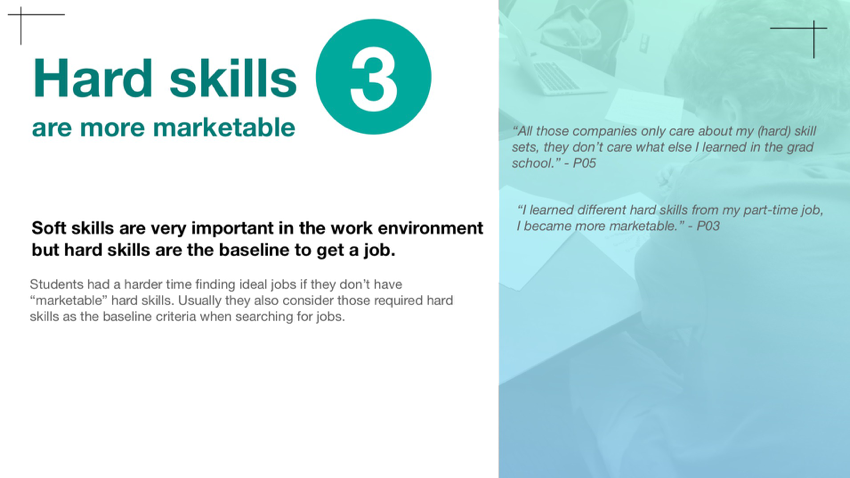 Hard skills
3
are more marketable
Soft skills are very important in the work environment
but hard skills are the baseline to get a job.
Students had a harder time finding ideal jobs if they don’t have
“marketable” hard skills. Usually they also consider those required hard
skills as the baseline criteria when searching for jobs.
“All those companies only care about my (hard) skill
sets, they don’t care what else I learned in the grad
school.” - P05
“I learned different hard skills from my part-time job,
I became more marketable.” - P03